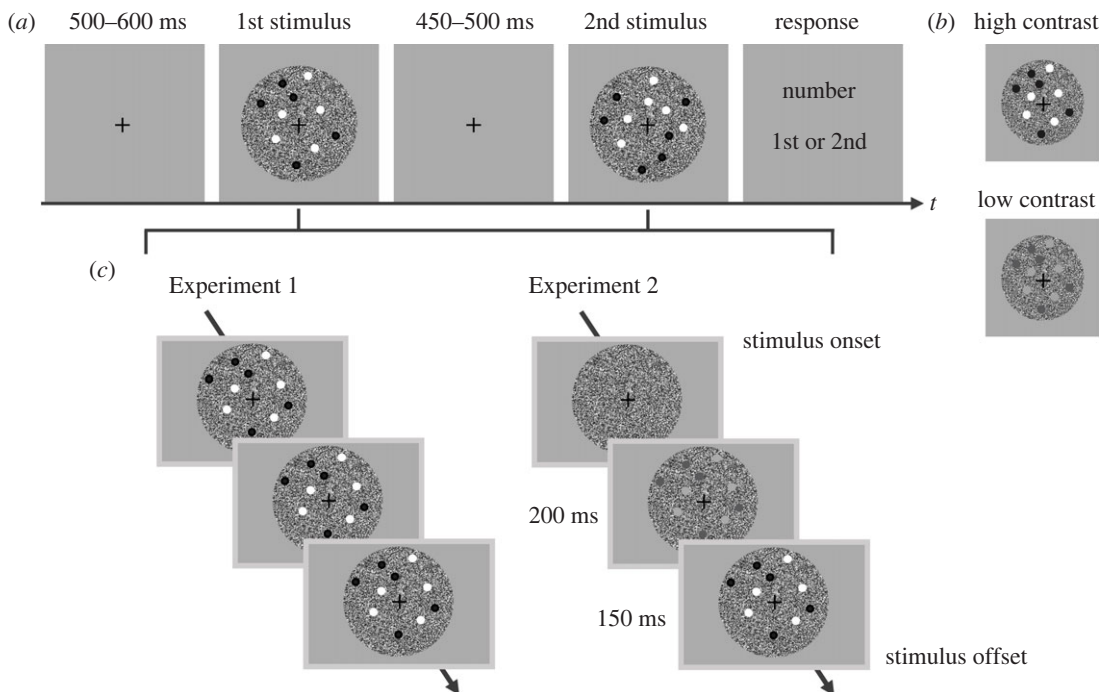 (a) 500–600 ms 1st stimulus 450–500 ms 2nd stimulus response
number
1st or 2nd
t
(b) high contrast
low contrast
(c)
Experiment 1
Experiment 2
stimulus onset
200 ms
150 ms
stimulus offset